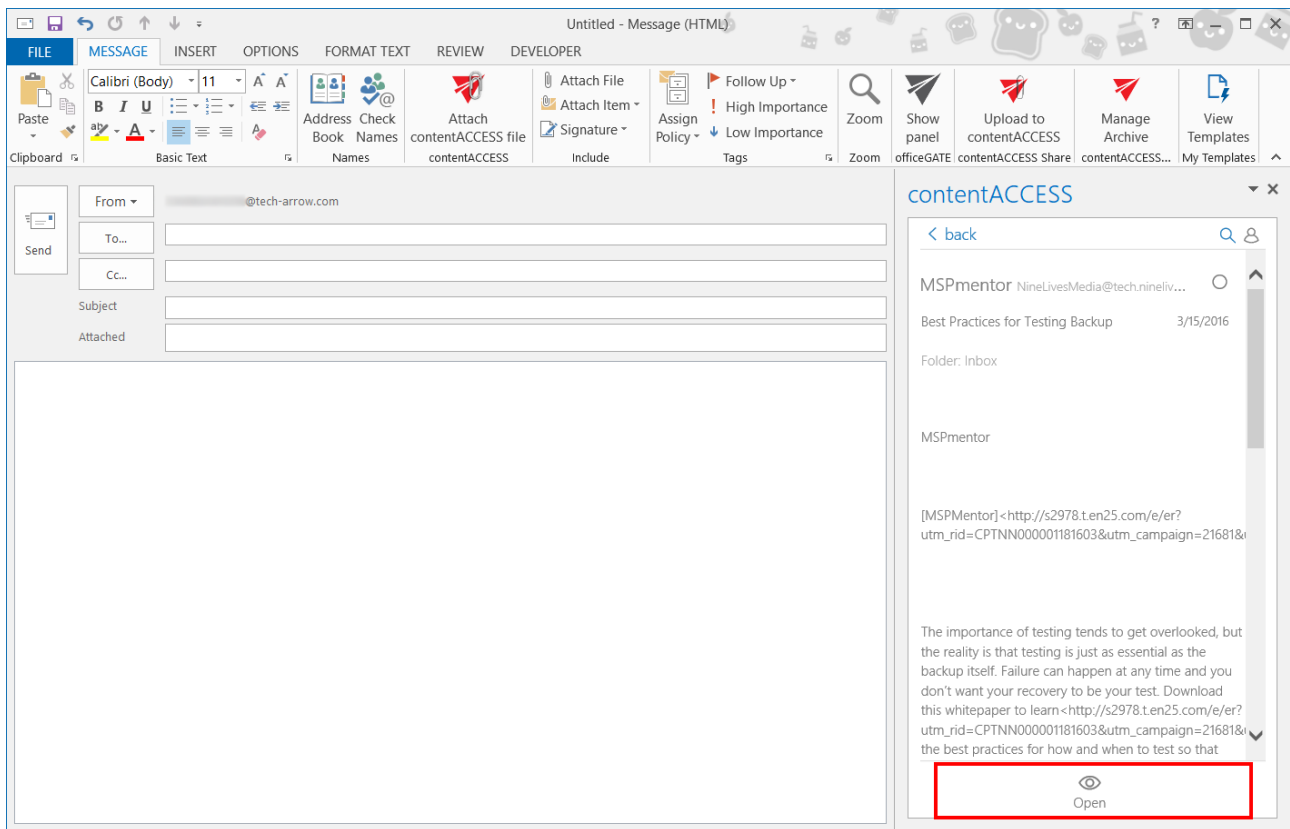 Untitled - Message (HTML)
?
FILE MESSAGE INSERT OPTIONS FORMAT TEXT REVIEW DEVELOPER
Paste
Clipboard
Calibri (Body) 11 A A
B I U
aby A
Basic Text
Address Book
Check Names
Names
Attach contentACCESS file
contentACCESS
Attach File
Attach Item
Signature
Include
Assign Policy
Follow Up
High Importance
Low Importance
Tags
Zoom
Zoom
Show panel
officeGATE
Upload to contentACCESS
contentACCESS Share
Manage Archive
contentACCESS...
View Templates
My Templates
Send
From
@tech-arrow.com
To...
Cc...
Subject
Attached
contentACCESS
back
MSPmentor NineLivesMedia@tech.nineliv...
Best Practices for Testing Backup 3/15/2016
Folder: Inbox
MSPmentor
[MSPMentor]<http://s2978.t.en25.com/e/er?
utm_rid=CPTNN000001181603&utm_campaign=21681&
The importance of testing tends to get overlooked, but
the reality is that testing is just as essential as the
backup itself. Failure can happen at any time and you
don't want your recovery to be your test. Download
this whitepaper to learn<http://s2978.t.en25.com/e/er?
utm_rid=CPTNN000001181603&utm_campaign=21681&
the best practices for how and when to test so that
Open